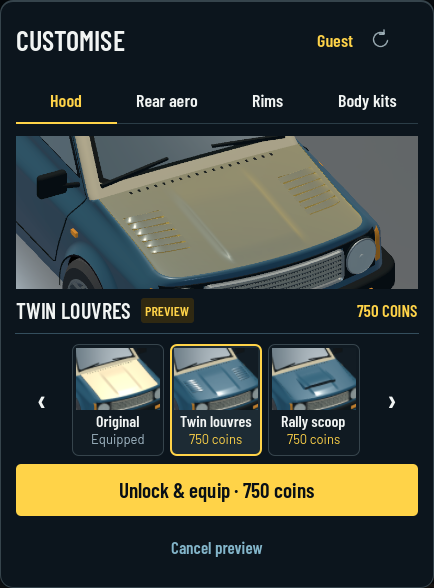 CUSTOMISE
Guest
Hood Rear aero Rims Body kits
TWIN LOUVRES PREVIEW 750 COINS
Original Twin louvres Rally scoop
Equipped 750 coins 750 coins
Unlock & equip · 750 coins
Cancel preview